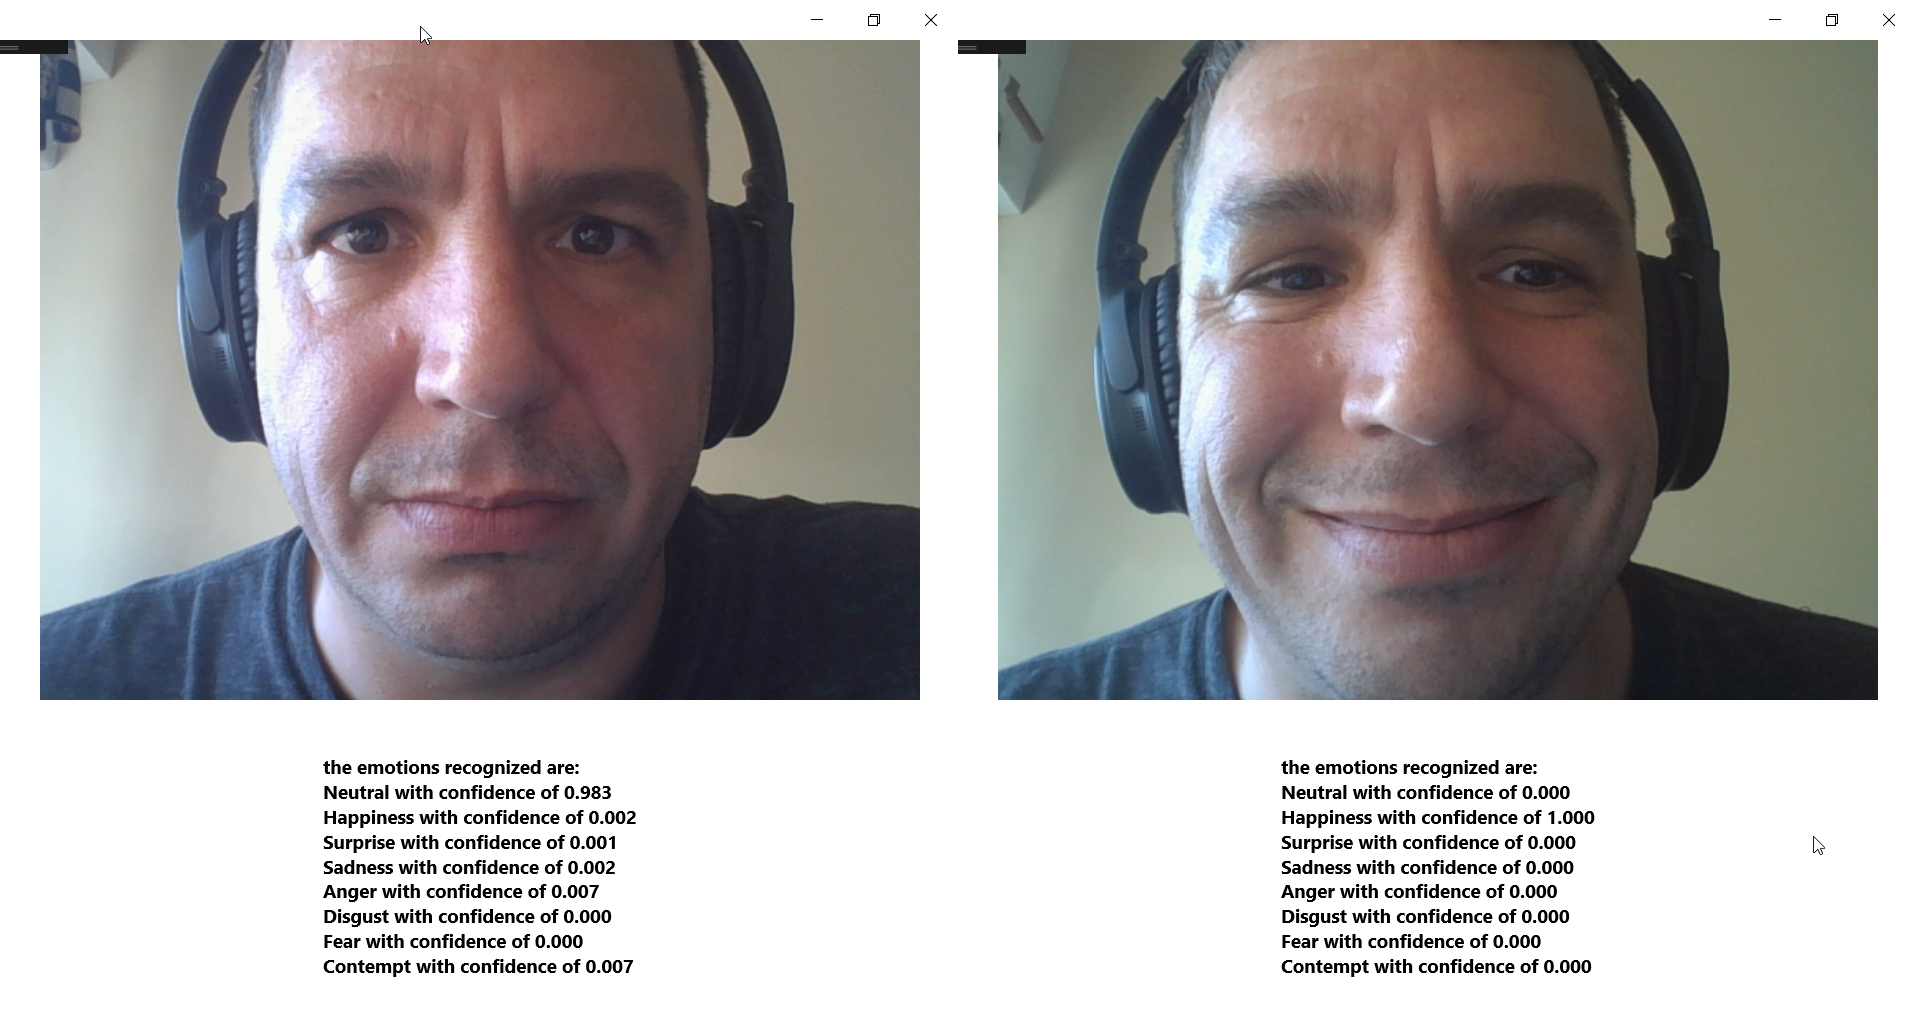 the emotions recognized are:
Neutral with confidence of 0.983
Happiness with confidence of 0.002
Surprise with confidence of 0.001
Sadness with confidence of 0.002
Anger with confidence of 0.007
Disgust with confidence of 0.000
Fear with confidence of 0.000
Contempt with confidence of 0.007
the emotions recognized are:
Neutral with confidence of 0.000
Happiness with confidence of 1.000
Surprise with confidence of 0.000
Sadness with confidence of 0.000
Anger with confidence of 0.000
Disgust with confidence of 0.000
Fear with confidence of 0.000
Contempt with confidence of 0.000